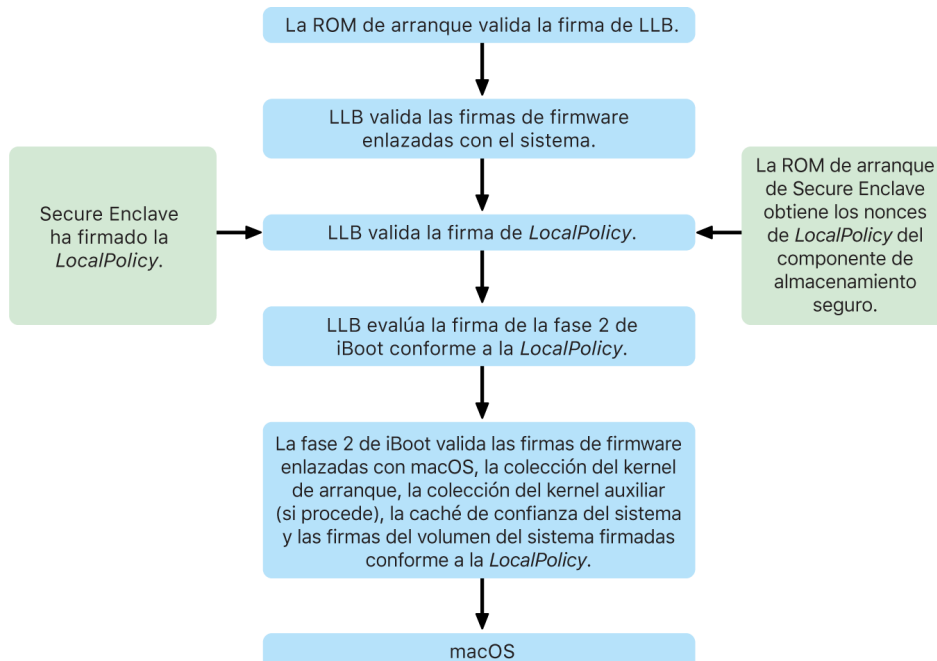 La ROM de arranque valida la firma de LLB.
LLB valida las firmas de firmware
enlazadas con el sistema.
Secure Enclave
ha firmado la
LocalPolicy.
LLB valida la firma de LocalPolicy.
La ROM de arranque
de Secure Enclave
obtiene los nonces
de LocalPolicy del
componente de
almacenamiento
seguro.
LLB evalúa la firma de la fase 2 de
iBoot conforme a la LocalPolicy.
La fase 2 de iBoot valida las firmas de firmware
enlazadas con macOS, la colección del kernel
de arranque, la colección del kernel auxiliar
(si procede), la caché de confianza del sistema
y las firmas del volumen del sistema firmadas
conforme a la LocalPolicy.
macOS